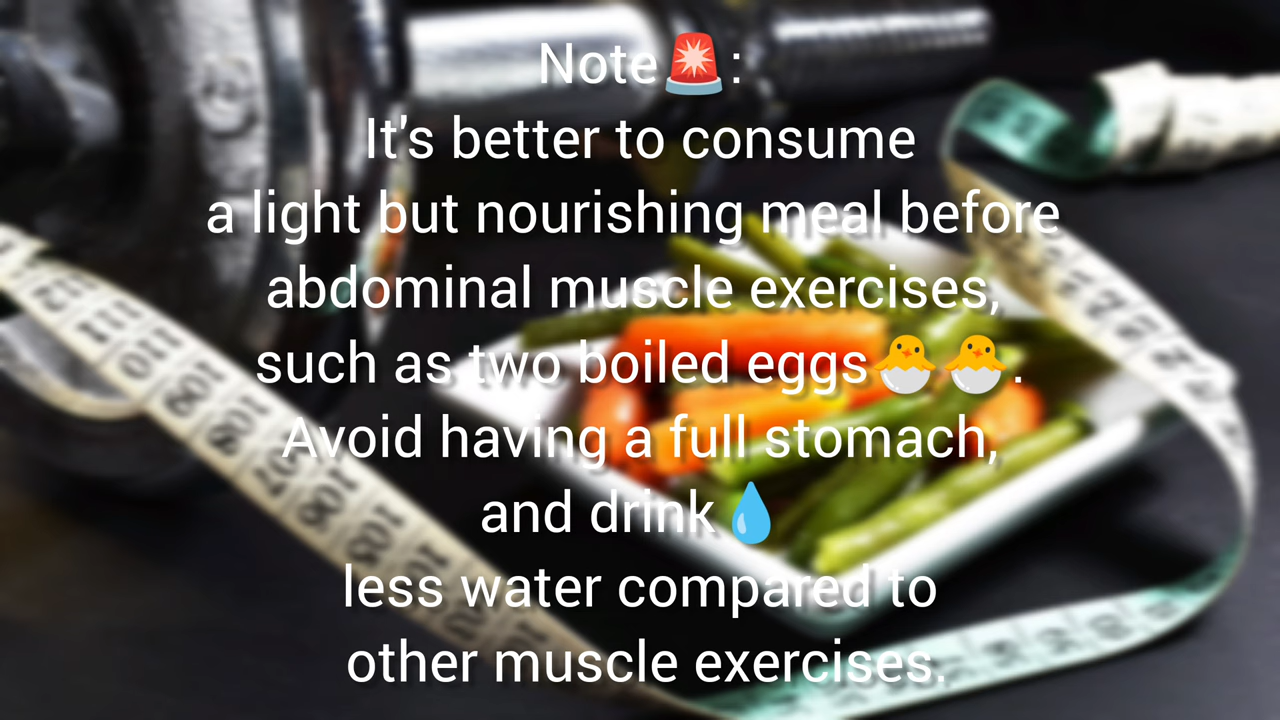 Note🚨:
It's better to consume
a light but nourishing meal before
abdominal muscle exercises,
such as two boiled eggs🐣🐣.
Avoid having a full stomach,
and drink💧
less water compared to
other muscle exercises.